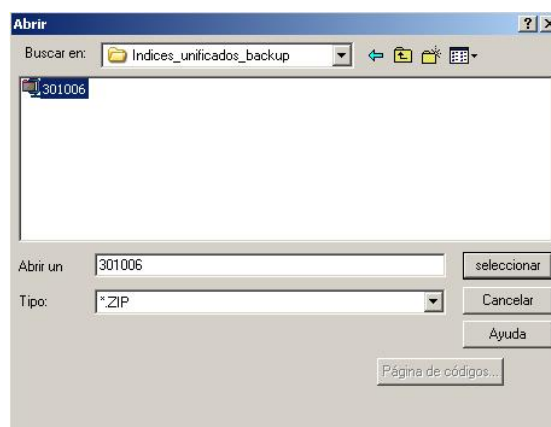 Abrir
Buscar en: Indices_unificados_backup
301006
Abrir un 301006 seleccionar
Tipo: *.ZIP Cancelar
Ayuda
Página de códigos...